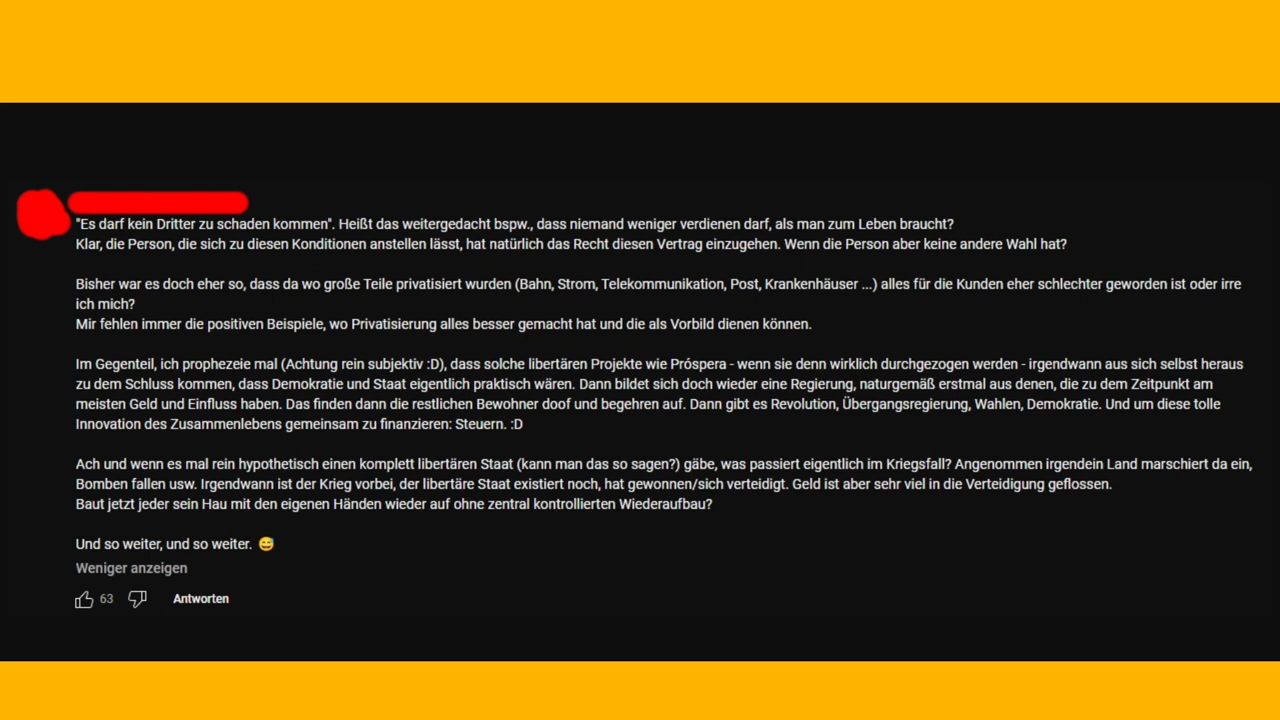 "Es darf kein Dritter zu schaden kommen". Heißt das weitergedacht bspw., dass niemand weniger verdienen darf, als man zum Leben braucht?
Klar, die Person, die sich zu diesen Konditionen anstellen lässt, hat natürlich das Recht diesen Vertrag einzugehen. Wenn die Person aber keine andere Wahl hat?
Bisher war es doch eher so, dass da wo große Teile privatisiert wurden (Bahn, Strom, Telekommunikation, Post, Krankenhäuser ...) alles für die Kunden eher schlechter geworden ist oder irre
ich mich?
Mir fehlen immer die positiven Beispiele, wo Privatisierung alles besser gemacht hat und die als Vorbild dienen können.
Im Gegenteil, ich prophezeie mal (Achtung rein subjektiv :D), dass solche libertären Projekte wie Próspera - wenn sie denn wirklich durchgezogen werden - irgendwann aus sich selbst heraus
zu dem Schluss kommen, dass Demokratie und Staat eigentlich praktisch wären. Dann bildet sich doch wieder eine Regierung, naturgemäß erstmal aus denen, die zu dem Zeitpunkt am
meisten Geld und Einfluss haben. Das finden dann die restlichen Bewohner doof und begehren auf. Dann gibt es Revolution, Übergangsregierung, Wahlen, Demokratie. Und um diese tolle
Innovation des Zusammenlebens gemeinsam zu finanzieren: Steuern. :D
Ach und wenn es mal rein hypothetisch einen komplett libertären Staat (kann man das so sagen?) gäbe, was passiert eigentlich im Kriegsfall? Angenommen irgendein Land marschiert da ein,
Bomben fallen usw. Irgendwann ist der Krieg vorbei, der libertäre Staat existiert noch, hat gewonnen/sich verteidigt. Geld ist aber sehr viel in die Verteidigung geflossen.
Baut jetzt jeder sein Hau mit den eigenen Händen wieder auf ohne zentral kontrollierten Wiederaufbau?
Und so weiter, und so weiter. 😅
Weniger anzeigen
63 Antworten